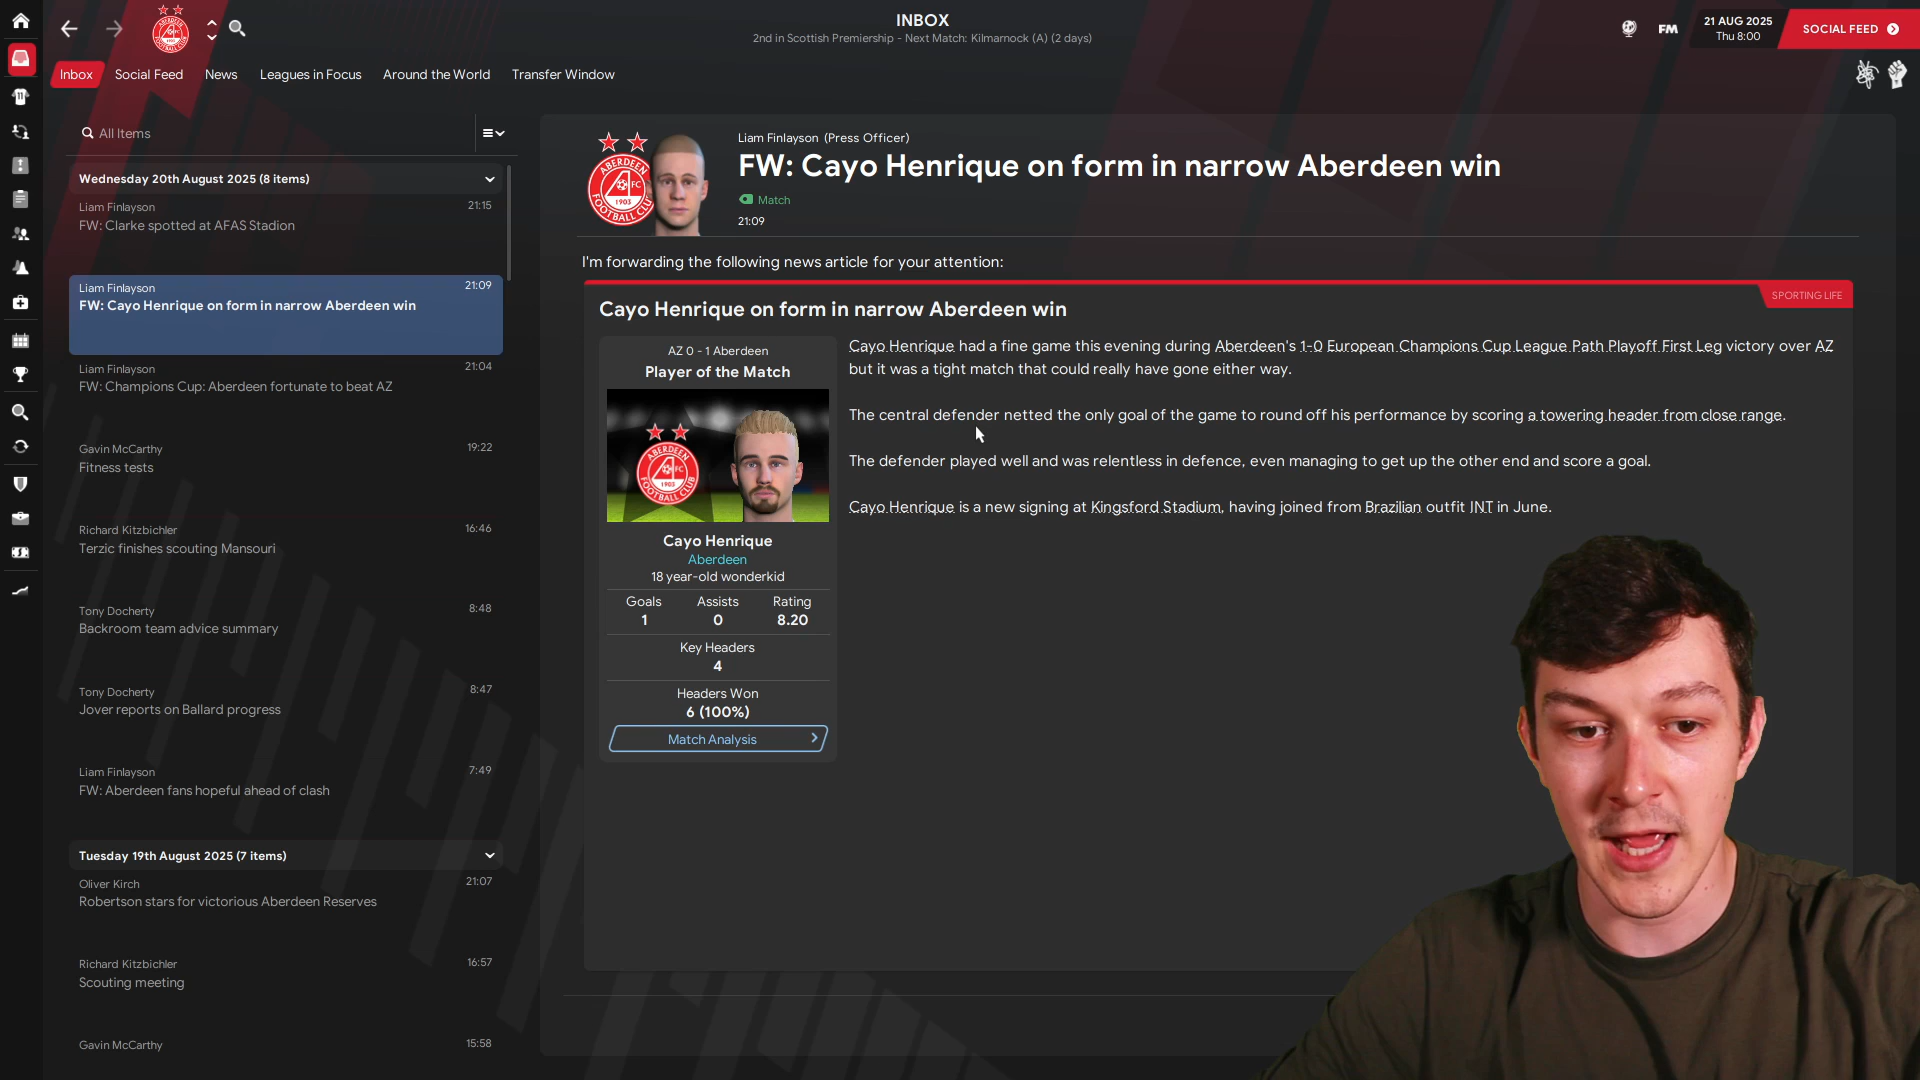 INBOX
2nd in Scottish Premiership - Next Match: Kilmarnock (A) (2 days)
FM
21 AUG 2025
Thu 8:00
SOCIAL FEED
Inbox
Social Feed
News
Leagues in Focus
Around the World
Transfer Window
All Items
Wednesday 20th August 2025 (8 items)
Liam Finlayson
21:15
FW: Clarke spotted at AFAS Stadion
Liam Finlayson
21:09
FW: Cayo Henrique on form in narrow Aberdeen win
Liam Finlayson
21:04
FW: Champions Cup: Aberdeen fortunate to beat AZ
Gavin McCarthy
19:22
Fitness tests
Richard Kitzbichler
16:46
Terzic finishes scouting Mansouri
Tony Docherty
8:48
Backroom team advice summary
Tony Docherty
8:47
Jover reports on Ballard progress
Liam Finlayson
7:49
FW: Aberdeen fans hopeful ahead of clash
Tuesday 19th August 2025 (7 items)
Oliver Kirch
21:07
Robertson stars for victorious Aberdeen Reserves
Richard Kitzbichler
16:57
Scouting meeting
Gavin McCarthy
15:58
ABERDEEN
FC
1903
FOOTBALL CLUB
Liam Finlayson (Press Officer)
FW: Cayo Henrique on form in narrow Aberdeen win
Match
21:09
I'm forwarding the following news article for your attention:
SPORTING LIFE
Cayo Henrique on form in narrow Aberdeen win
AZ 0 - 1 Aberdeen
Player of the Match
ABERDEEN
FC
1903
FOOTBALL CLUB
Cayo Henrique
Aberdeen
18 year-old wonderkid
Goals Assists Rating
1 0 8.20
Key Headers
4
Headers Won
6 (100%)
Match Analysis
Cayo Henrique had a fine game this evening during Aberdeen's 1-0 European Champions Cup League Path Playoff First Leg victory over AZ
but it was a tight match that could really have gone either way.
The central defender netted the only goal of the game to round off his performance by scoring a towering header from close range.
The defender played well and was relentless in defence, even managing to get up the other end and score a goal.
Cayo Henrique is a new signing at Kingsford Stadium, having joined from Brazilian outfit INT in June.